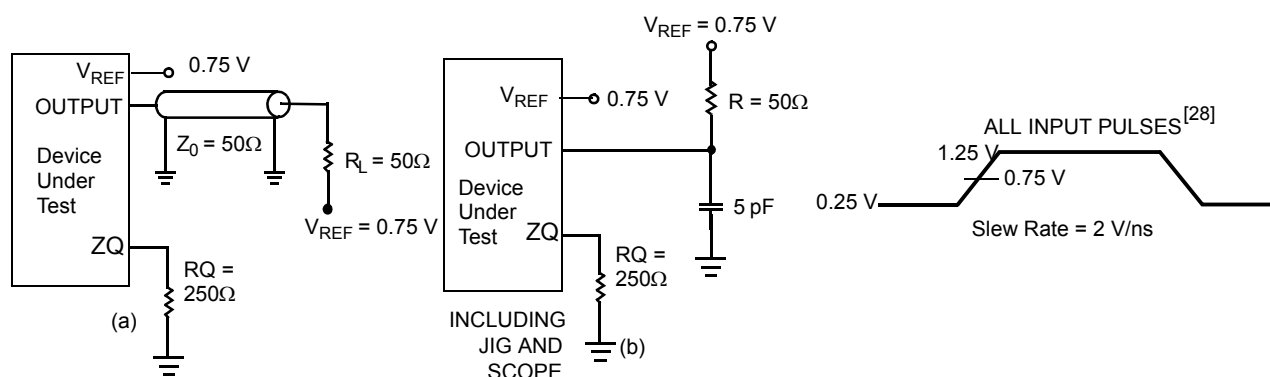 V_REF
0.75 V
OUTPUT
Z_0 = 50Ω
Device
Under
Test
R_L = 50Ω
V_REF = 0.75 V
ZQ
RQ =
250Ω
(a)
V_REF = 0.75 V
V_REF
0.75 V
R = 50Ω
OUTPUT
Device
Under
Test
5 pF
ZQ
RQ =
250Ω
INCLUDING
JIG AND
SCOPE
(b)
ALL INPUT PULSES[28]
1.25 V
0.75 V
0.25 V
Slew Rate = 2 V/ns